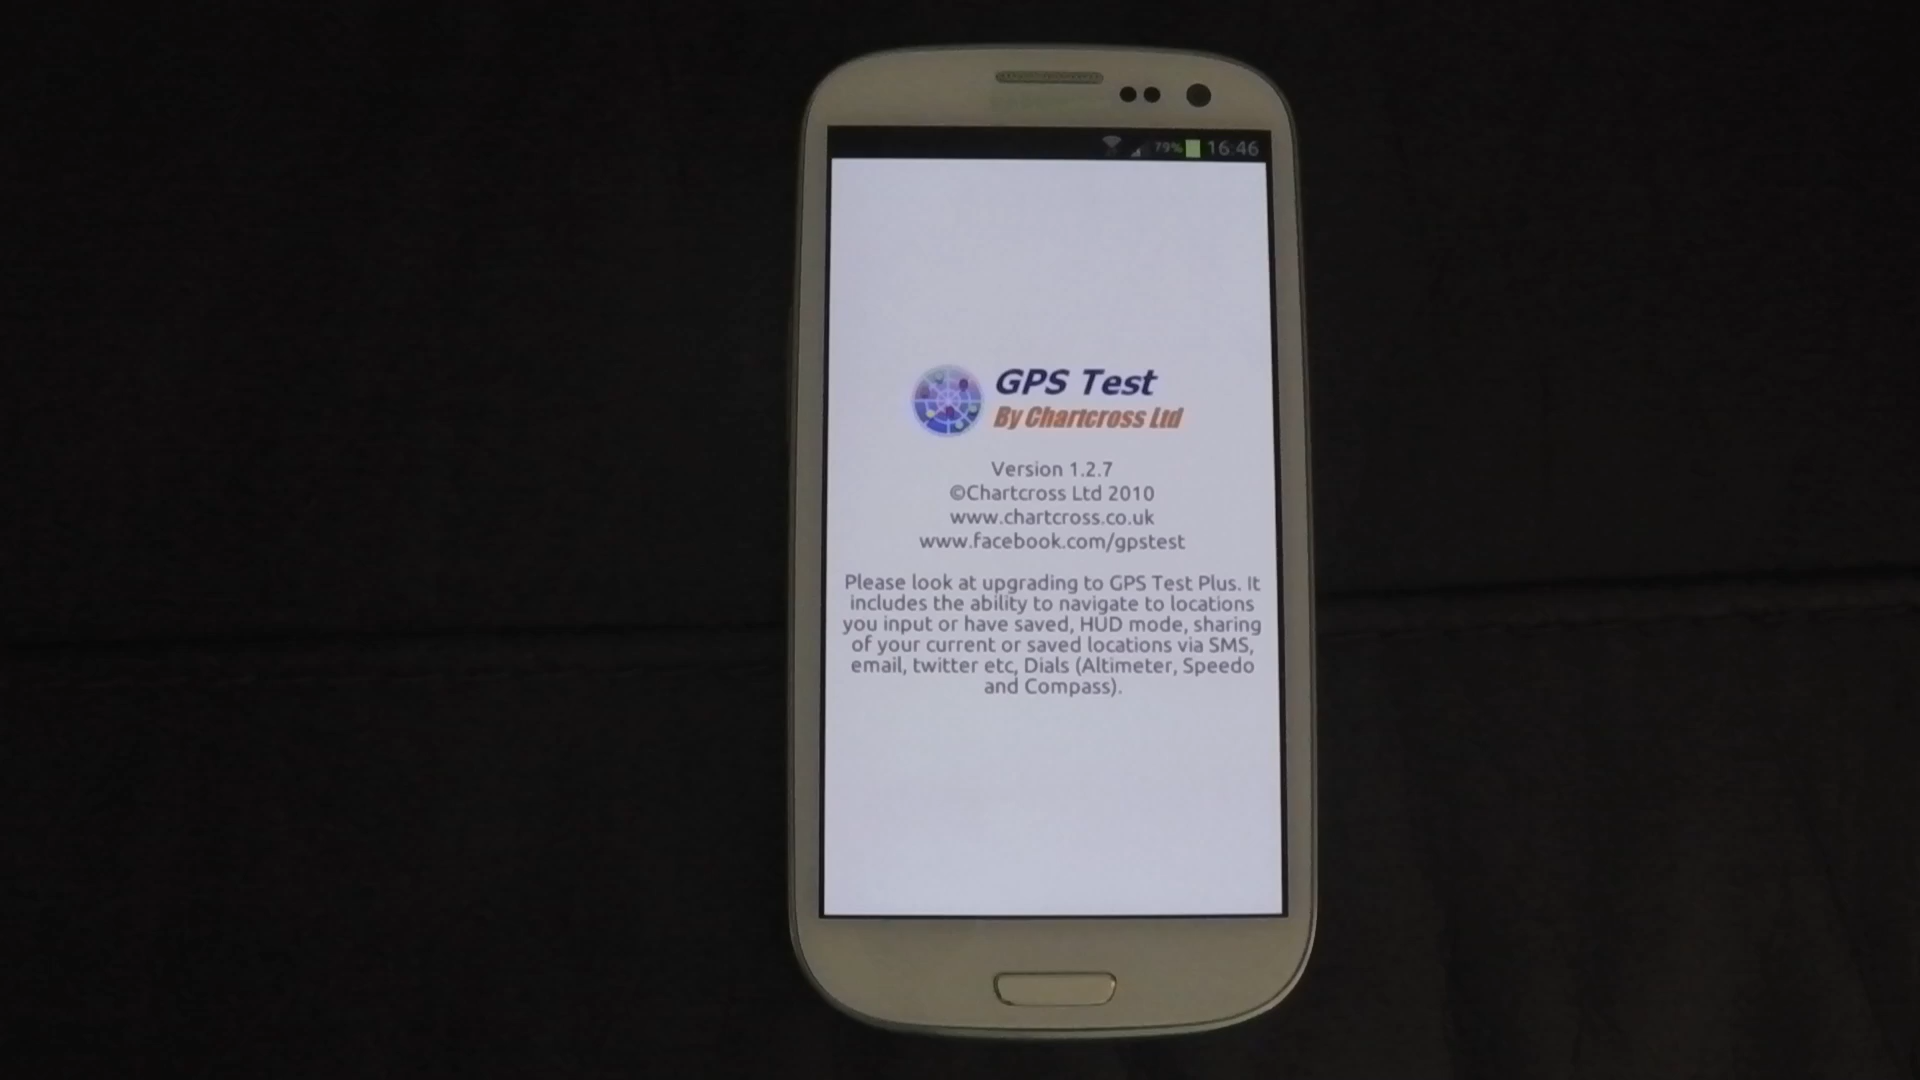 79% 16:46
GPS Test
By Chartcross Ltd
Version 1.2.7
©Chartcross Ltd 2010
www.chartcross.co.uk
www.facebook.com/gpstest
Please look at upgrading to GPS Test Plus. It
includes the ability to navigate to locations
you input or have saved, HUD mode, sharing
of your current or saved locations via SMS,
email, twitter etc, Dials (Altimeter, Speedo
and Compass).